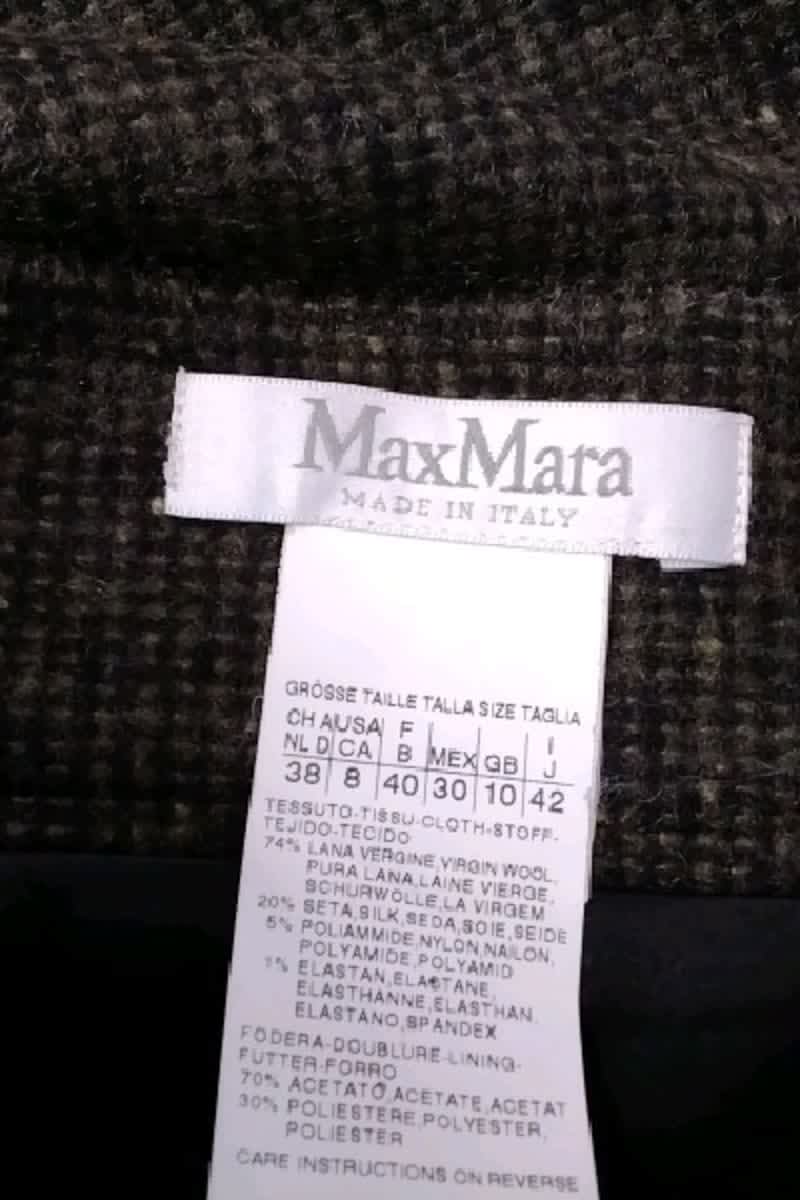 MaxMara
MADE IN ITALY
GRÖSSE TAILLE TALLA SIZE TAGLIA
CH A USA F I
NL D CA B MEX GB J
38 8 40 30 10 42
TESSUTO-TISSU-CLOTH-STOFF-
TEJIDO-TECIDO
74% LANA VERGINE,VIRGIN WOOL,
PURA LANA,LAINE VIERGE,
SCHURWOLLE,LA VIRGEM
20% SETA,SILK,SEDA,SOIE,SEIDE
5% POLIAMMIDE,NYLON,NAILON,
POLYAMIDE,POLYAMID
1% ELASTAN,ELASTANE,
ELASTHANNE,ELASTHAN,
ELASTANO,SPANDEX
FODERA-DOUBLURE-LINING-
FUTTER-FORRO
70% ACETATO,ACETATE,ACETAT
30% POLIESTERE,POLYESTER,
POLIESTER
CARE INSTRUCTIONS ON REVERSE